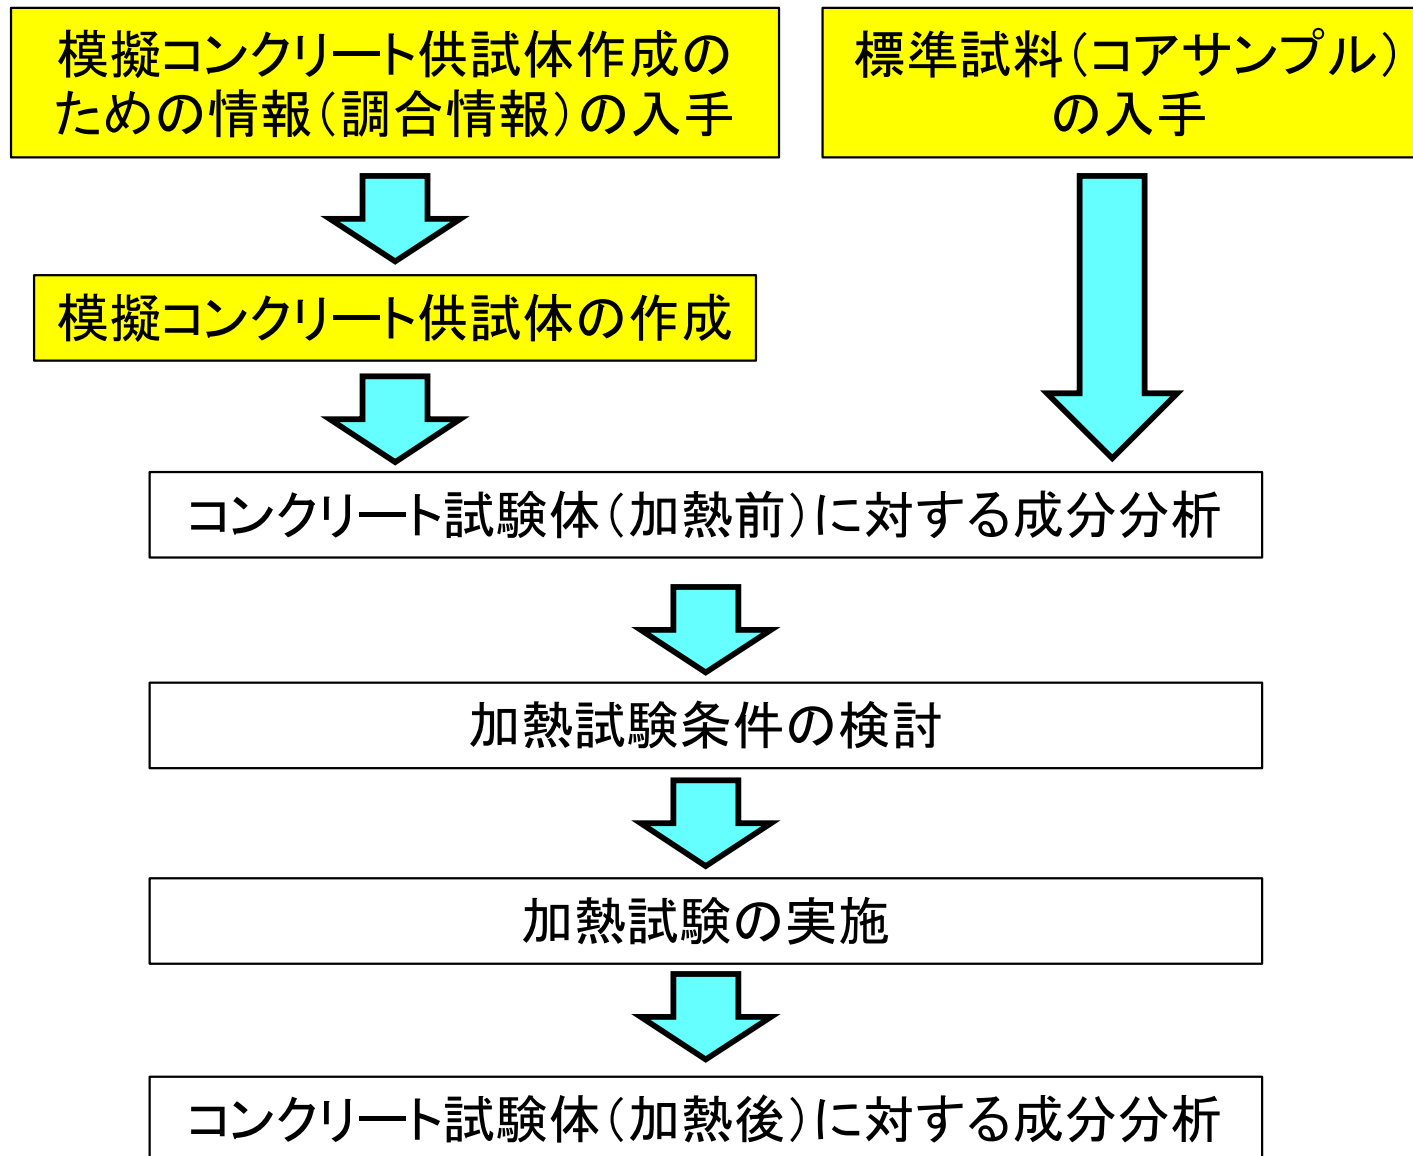 模擬コンクリート供試体作成の
ための情報(調合情報)の入手
標準試料(コアサンプル)
の入手
模擬コンクリート供試体の作成
コンクリート試験体(加熱前)に対する成分分析
加熱試験条件の検討
加熱試験の実施
コンクリート試験体(加熱後)に対する成分分析